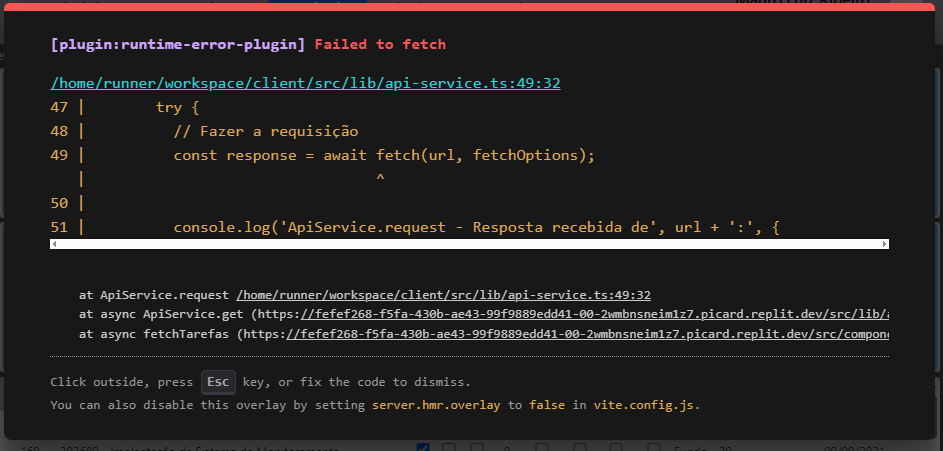 [plugin:runtime-error-plugin] Failed to fetch
/home/runner/workspace/client/src/lib/api-service.ts:49:32
47 |        try {
48 |          // Fazer a requisição
49 |          const response = await fetch(url, fetchOptions);
   |                                 ^
50 |
51 |          console.log('ApiService.request - Resposta recebida de', url + ':', {
at ApiService.request /home/runner/workspace/client/src/lib/api-service.ts:49:32
at async ApiService.get (https://fefef268-f5fa-430b-ae43-99f9889edd41-00-2wmbnsneim1z7.picard.replit.dev/src/lib/
at async fetchTarefas (https://fefef268-f5fa-430b-ae43-99f9889edd41-00-2wmbnsneim1z7.picard.replit.dev/src/compone
Click outside, press Esc key, or fix the code to dismiss.
You can also disable this overlay by setting server.hmr.overlay to false in vite.config.js.